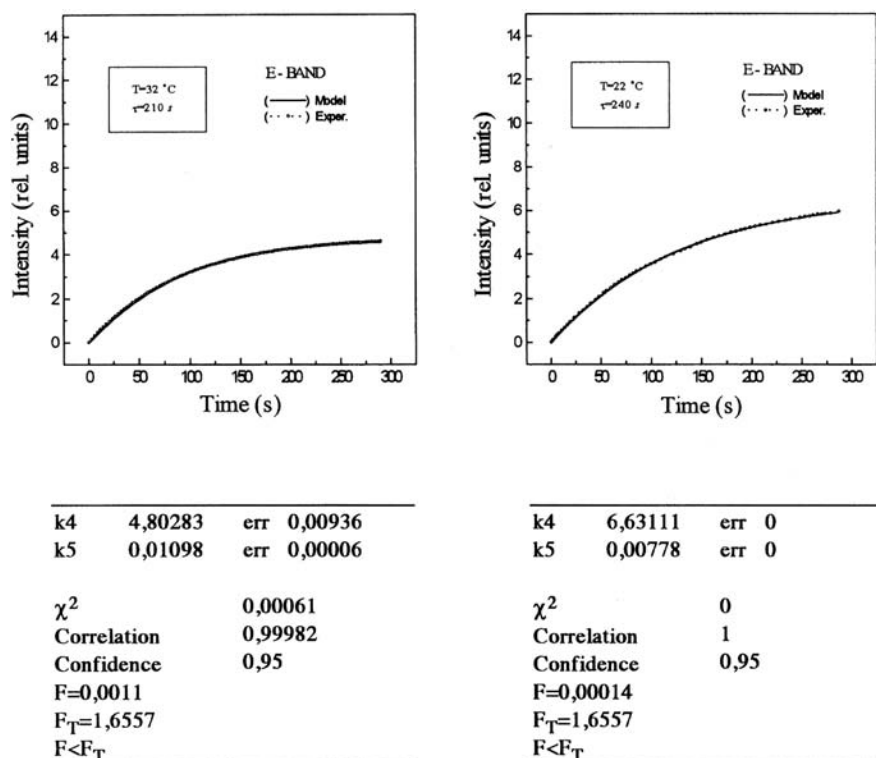 E-BAND
T=32 °C
τ=210 s
(——) Model
(· · · ·) Exper.
Intensity (rel. units)
14
12
10
8
6
4
2
0
0 50 100 150 200 250 300
Time (s)
E-BAND
T=22 °C
τ=240 s
(——) Model
(· · · ·) Exper.
Intensity (rel. units)
14
12
10
8
6
4
2
0
0 50 100 150 200 250 300
Time (s)
k4 4,80283 err 0,00936
k5 0,01098 err 0,00006
χ² 0,00061
Correlation 0,99982
Confidence 0,95
F=0,0011
F_T=1,6557
F<F_T
k4 6,63111 err 0
k5 0,00778 err 0
χ² 0
Correlation 1
Confidence 0,95
F=0,00014
F_T=1,6557
F<F_T